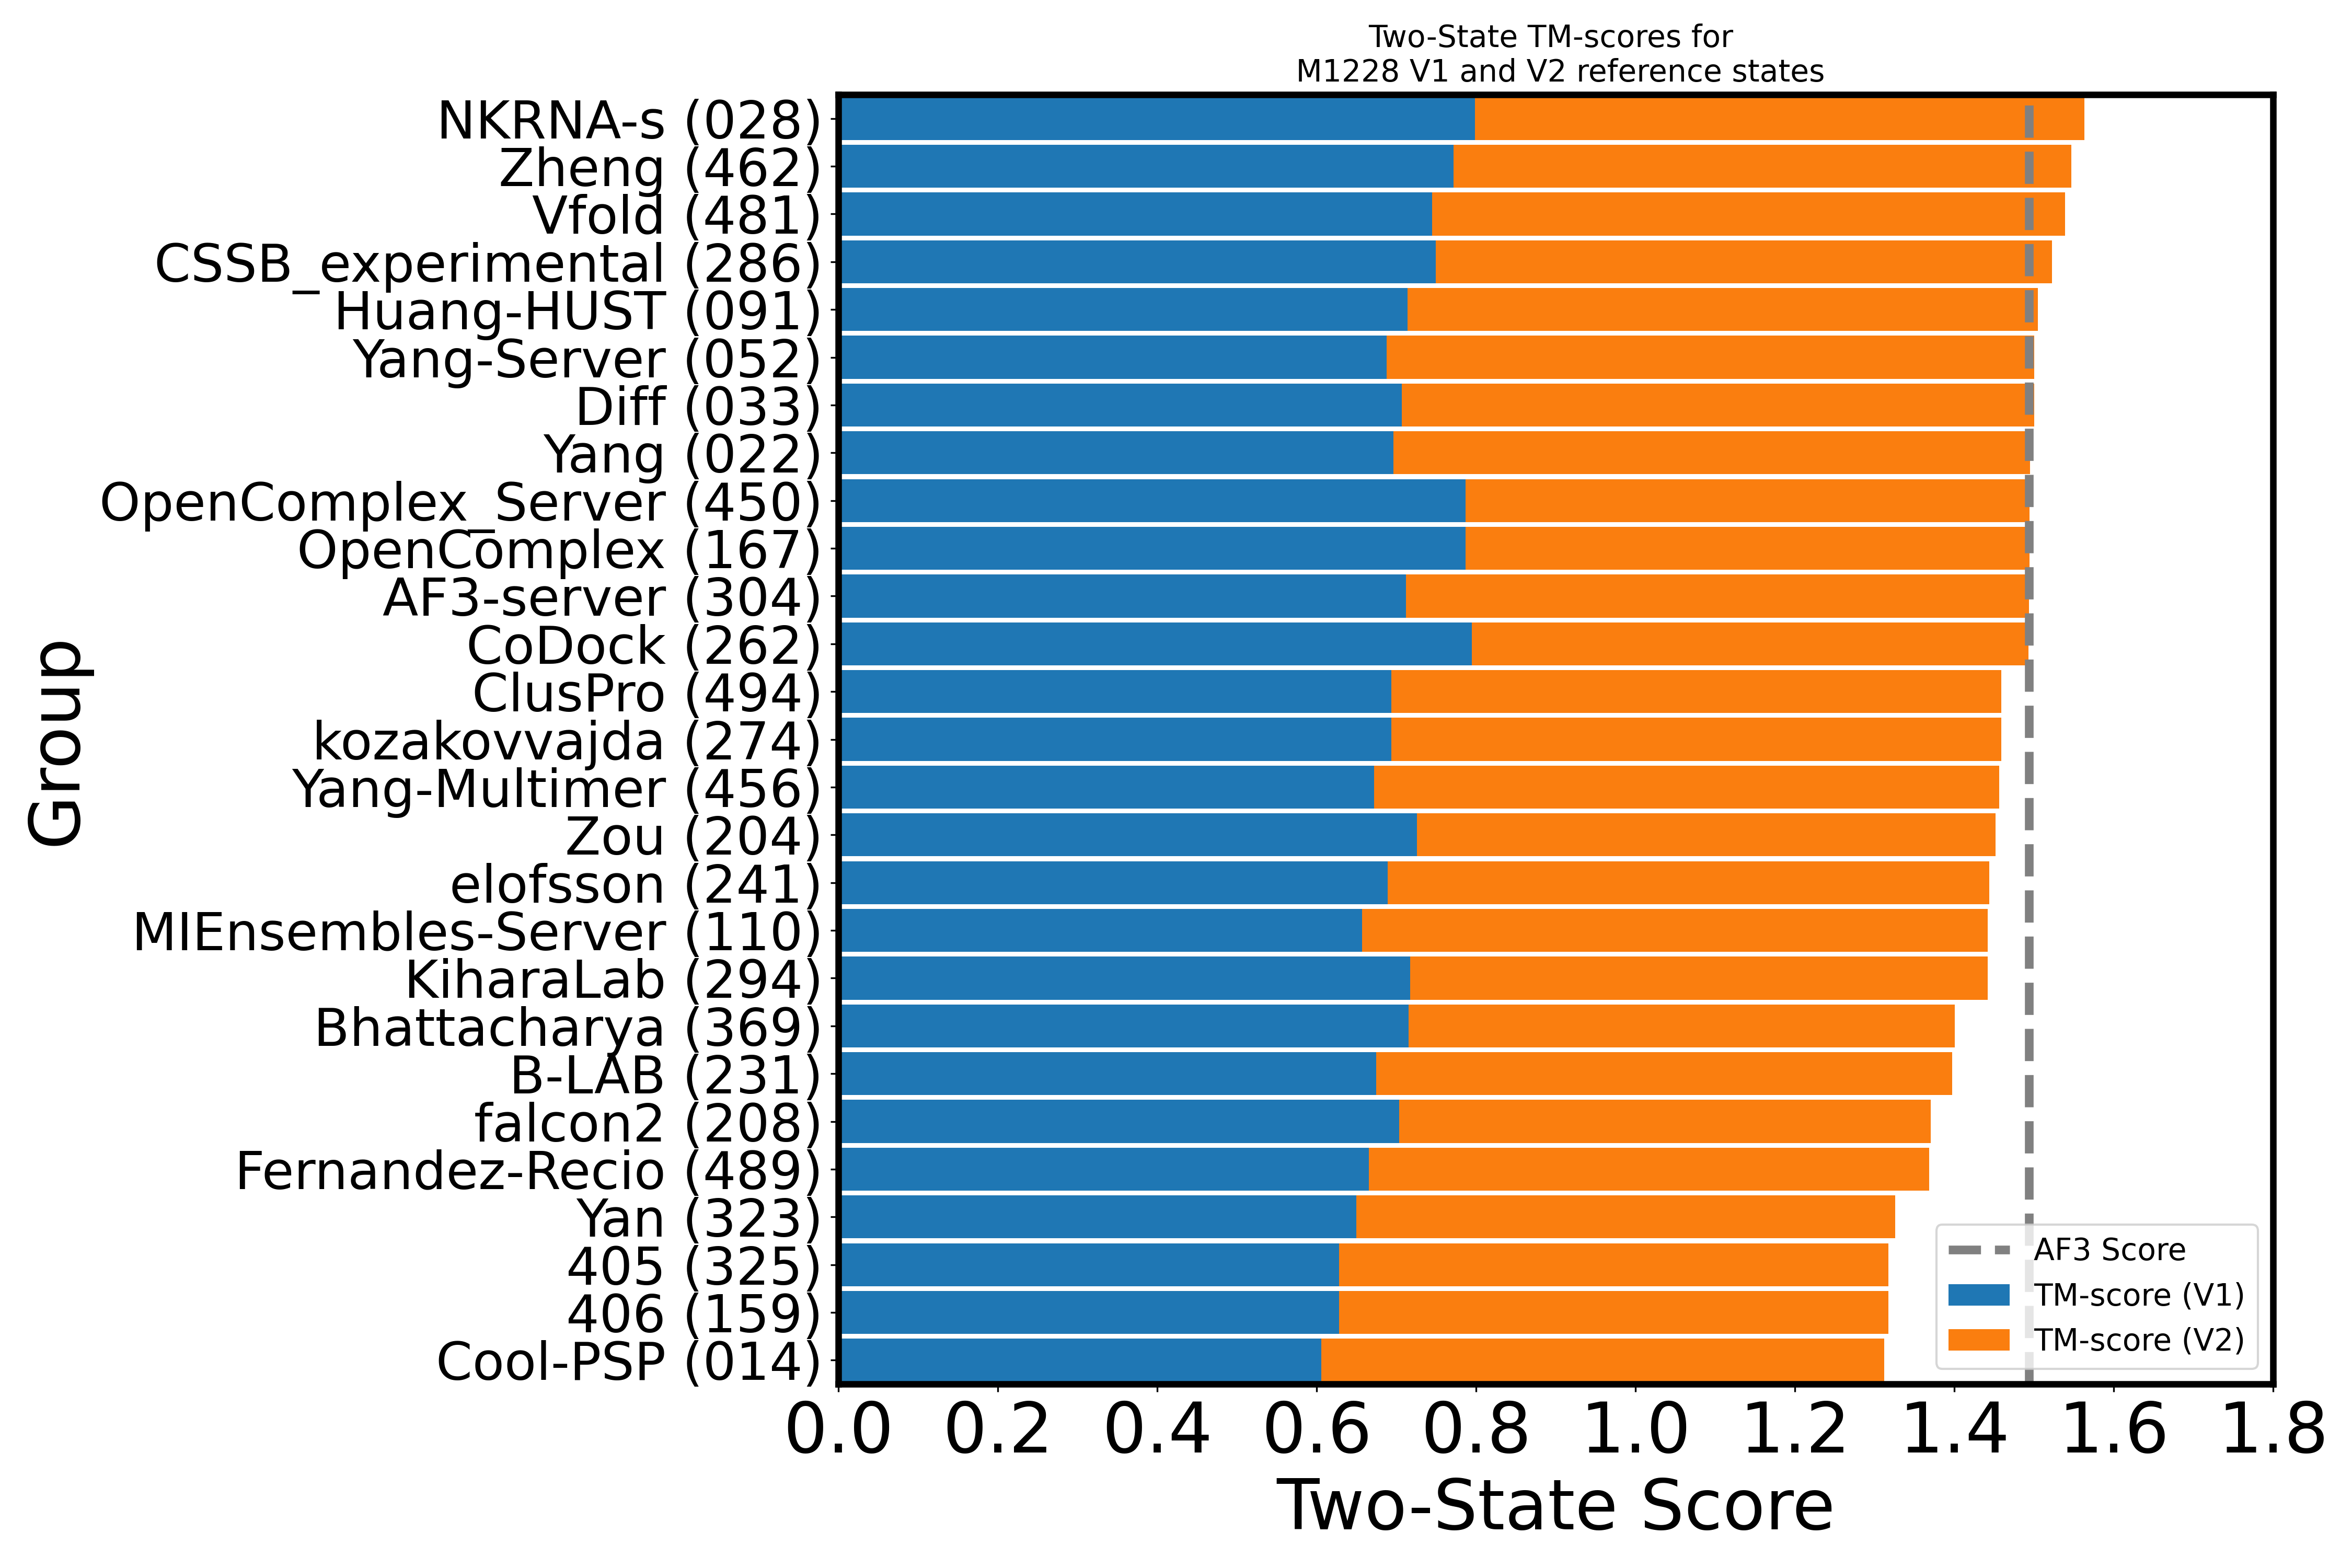 Two-State TM-scores for
M1228 V1 and V2 reference states
Group
NKRNA-s (028)
Zheng (462)
Vfold (481)
CSSB_experimental (286)
Huang-HUST (091)
Yang-Server (052)
Diff (033)
Yang (022)
OpenComplex_Server (450)
OpenComplex (167)
AF3-server (304)
CoDock (262)
ClusPro (494)
kozakovvajda (274)
Yang-Multimer (456)
Zou (204)
elofsson (241)
MIEnsembles-Server (110)
KiharaLab (294)
Bhattacharya (369)
B-LAB (231)
falcon2 (208)
Fernandez-Recio (489)
Yan (323)
405 (325)
406 (159)
Cool-PSP (014)
AF3 Score
TM-score (V1)
TM-score (V2)
0.0 0.2 0.4 0.6 0.8 1.0 1.2 1.4 1.6 1.8
Two-State Score